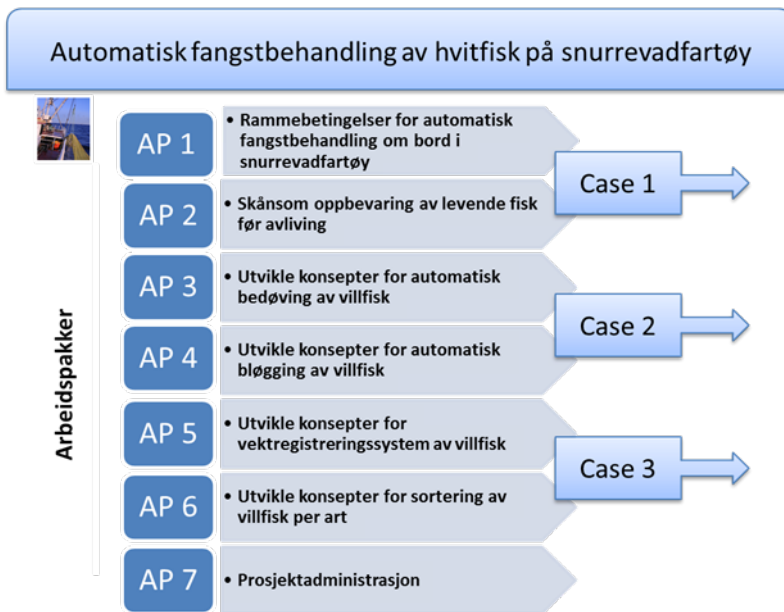 Automatisk fangstbehandling av hvitfisk på snurrevadfartøy
Arbeidspakker
AP 1
• Rammebetingelser for automatisk
fangstbehandling om bord i
snurrevadfartøy
AP 2
• Skånsom oppbevaring av levende fisk
før avliving
Case 1
AP 3
• Utvikle konsepter for automatisk
bedøving av villfisk
AP 4
• Utvikle konsepter for automatisk
bløgging av villfisk
Case 2
AP 5
• Utvikle konsepter for
vektregistreringssystem av villfisk
AP 6
• Utvikle konsepter for sortering av
villfisk per art
Case 3
AP 7
• Prosjektadministrasjon